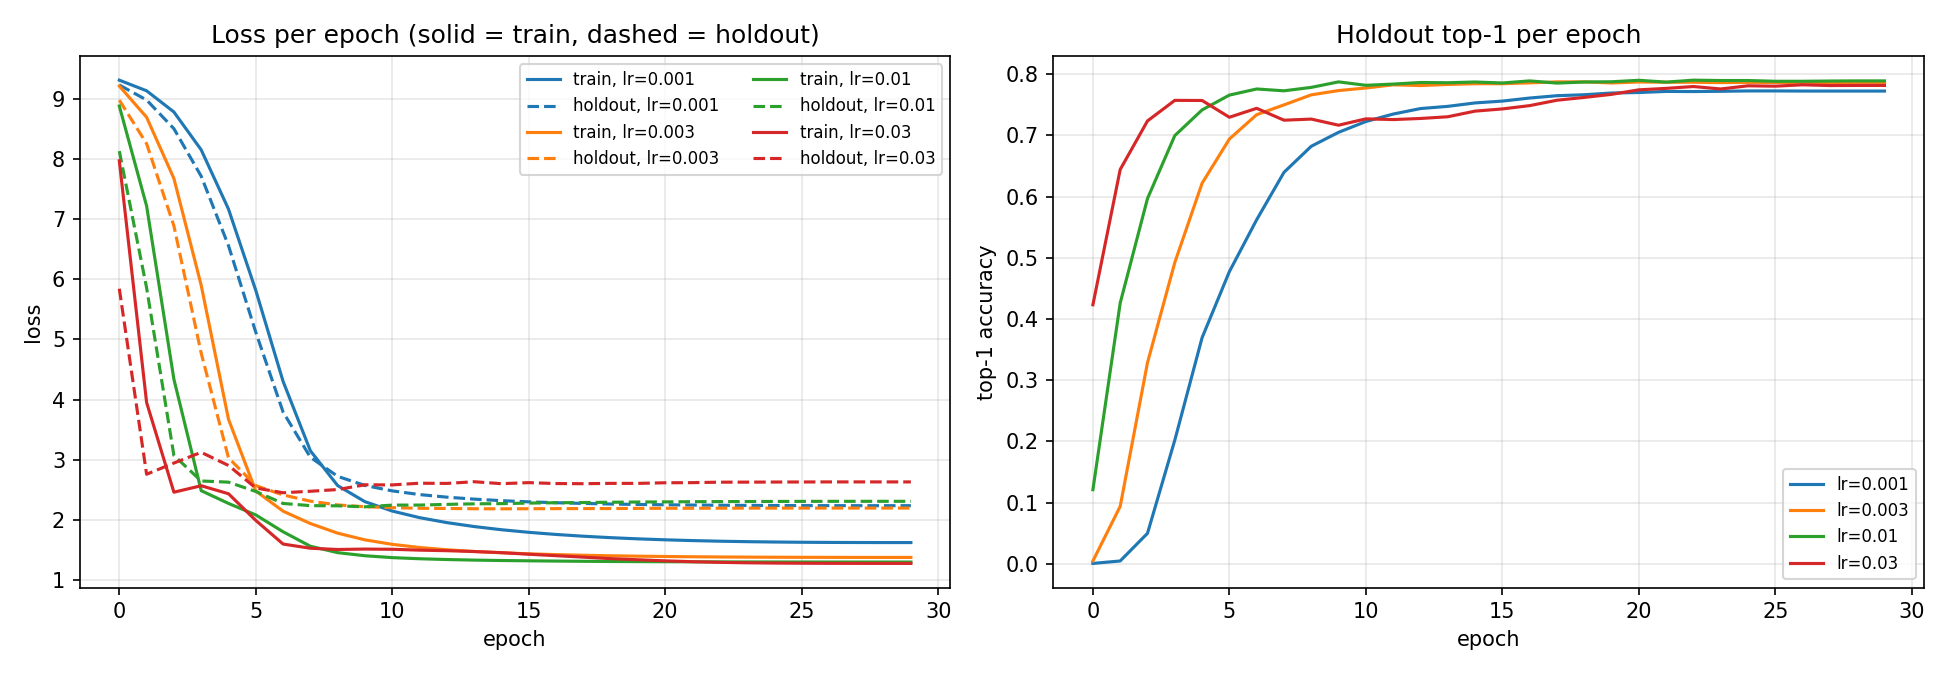 Loss per epoch (solid = train, dashed = holdout)
train, lr=0.001
holdout, lr=0.001
train, lr=0.003
holdout, lr=0.003
train, lr=0.01
holdout, lr=0.01
train, lr=0.03
holdout, lr=0.03
loss
9
8
7
6
5
4
3
2
1
0
5
10
15
20
25
30
epoch
Holdout top-1 per epoch
top-1 accuracy
0.8
0.7
0.6
0.5
0.4
0.3
0.2
0.1
0.0
lr=0.001
lr=0.003
lr=0.01
lr=0.03
0
5
10
15
20
25
30
epoch